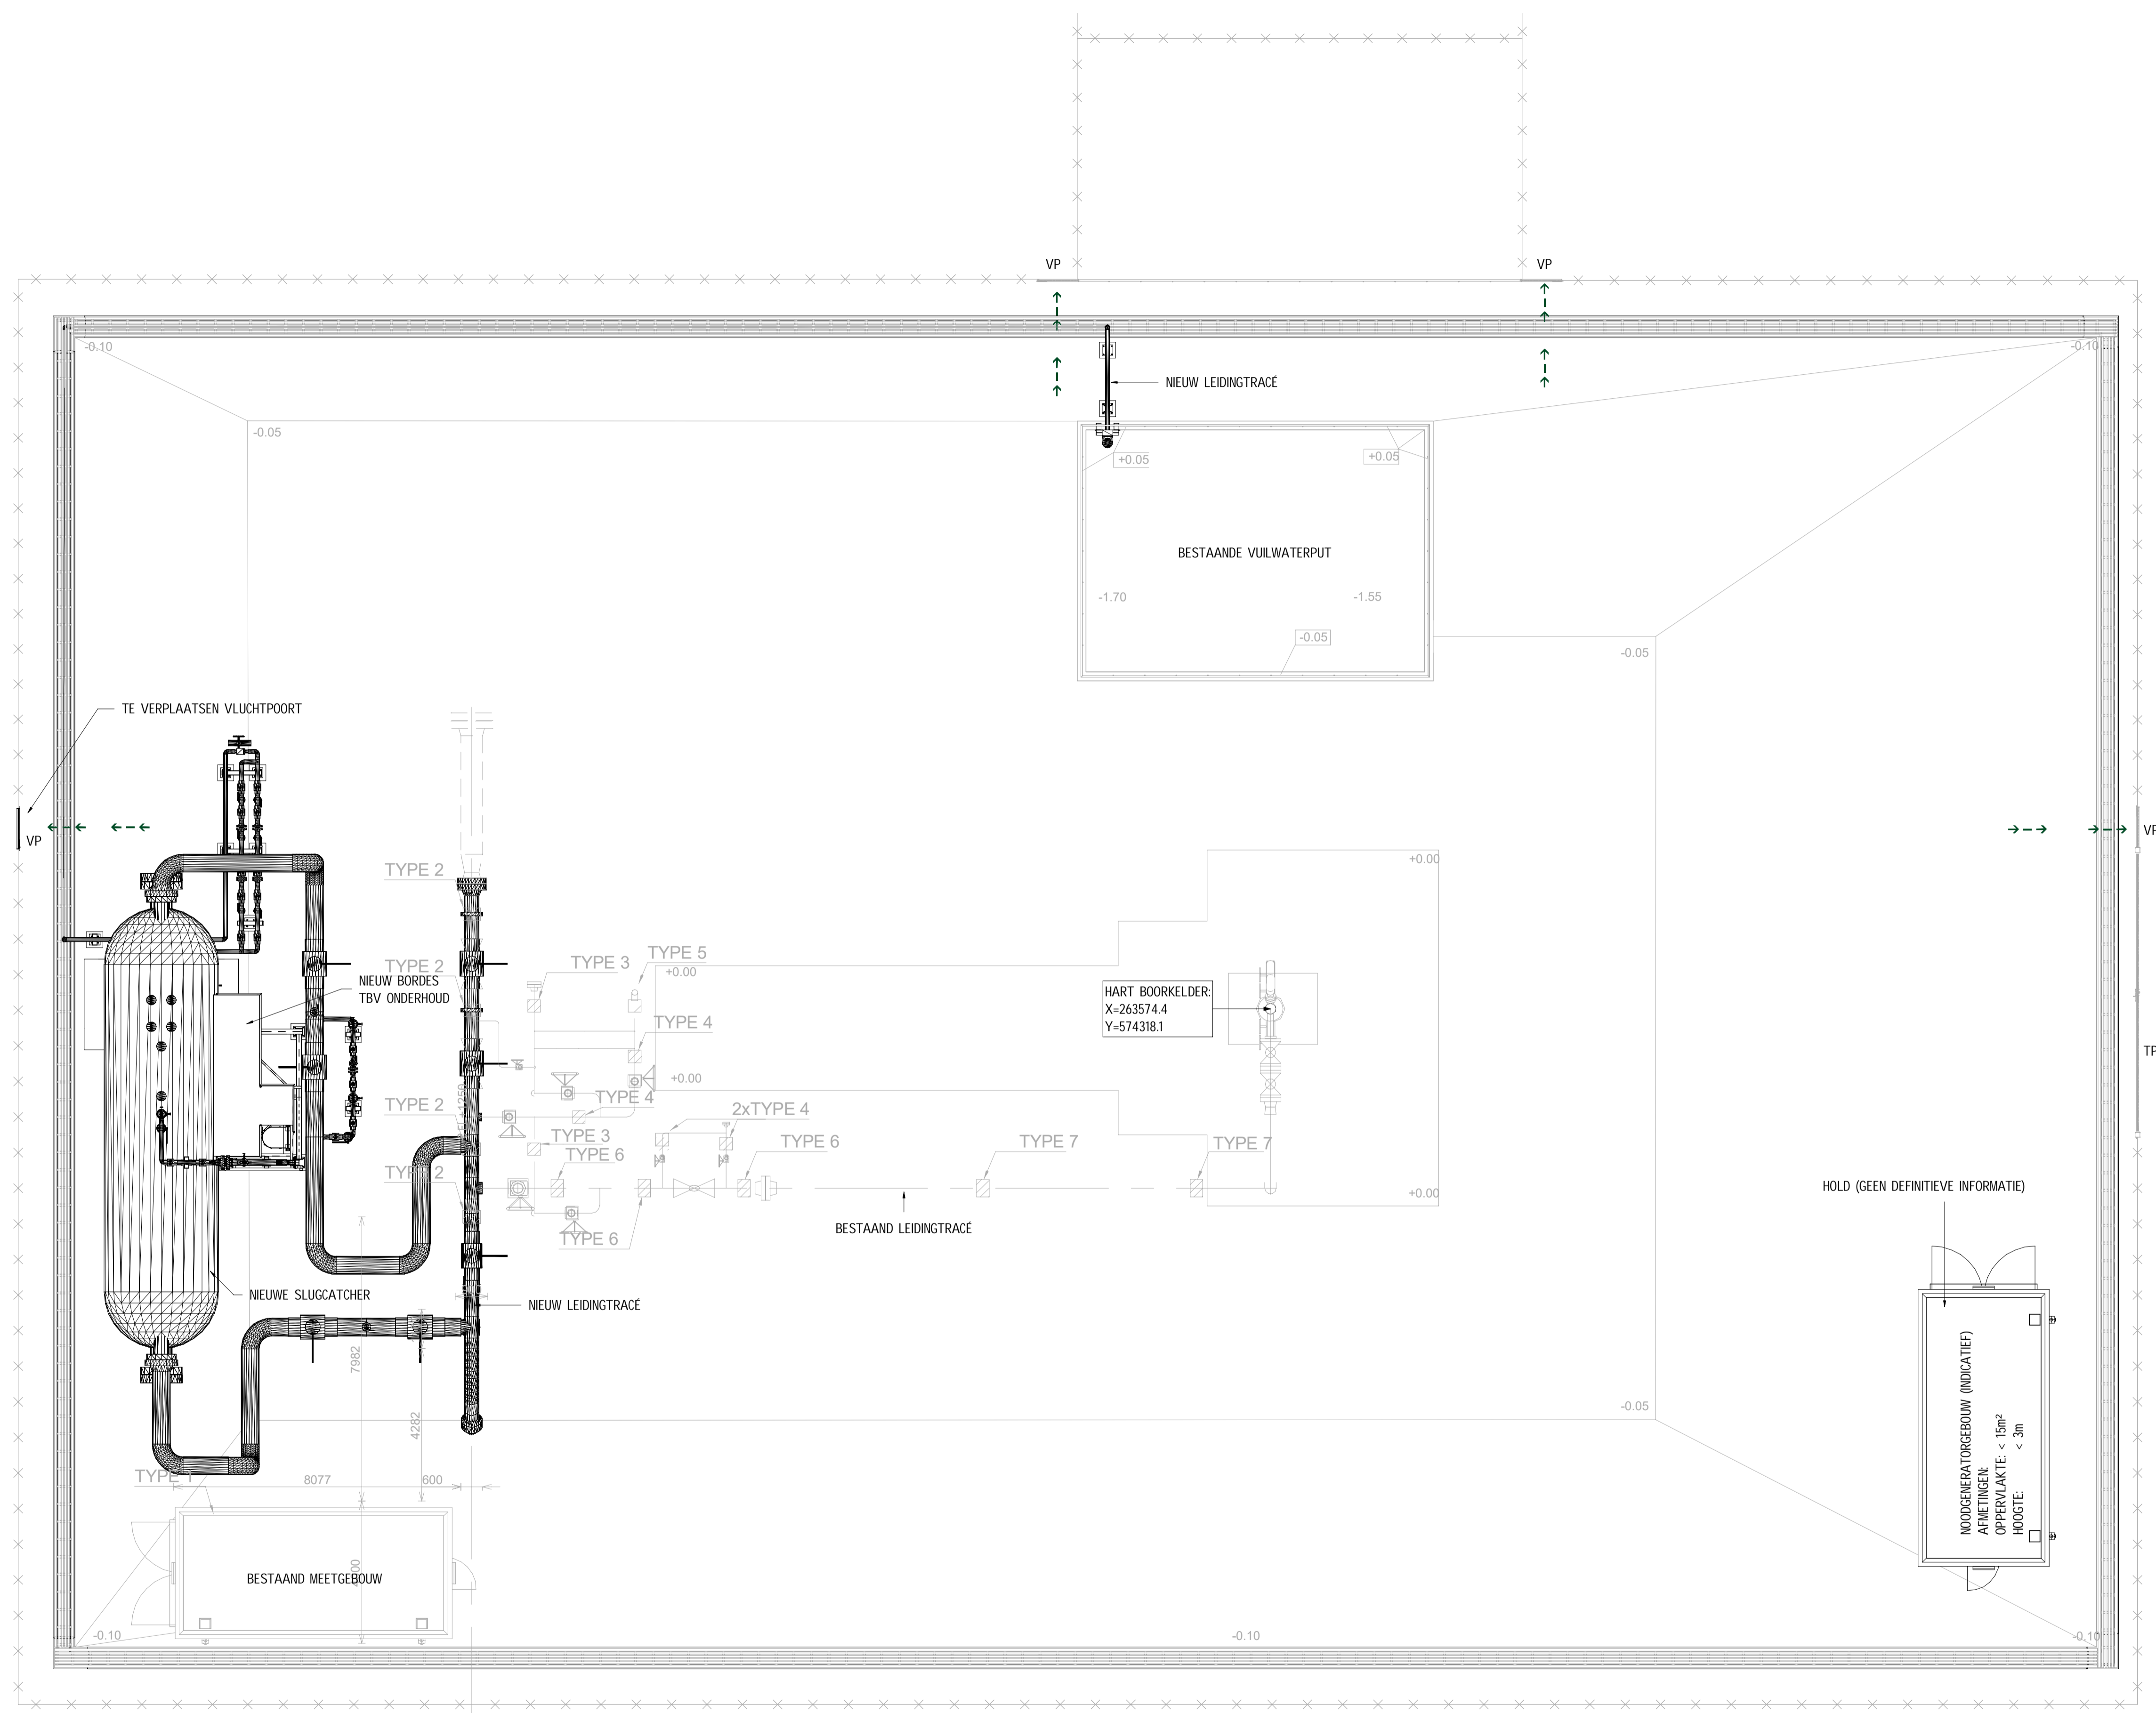 VP
VP
-0.10
-0.10
NIEUW LEIDINGTRACÉ
-0.05
+0.05
+0.05
BESTAANDE VUILWATERPUT
-1.70
-1.55
-0.05
-0.05
TE VERPLAATSEN VLUCHTPOORT
VP
VP
TYPE 2
+0.00
TYPE 5
TYPE 3
TYPE 2
+0.00
NIEUW BORDES
TBV ONDERHOUD
HART BOORKELDER:
X=263574.4
Y=574318.1
TYPE 4
TP
+0.00
TYPE 4
TYPE 2
2xTYPE 4
TYPE 3
TYPE 6
TYPE 7
TYPE 7
TYPE 6
TYPE 2
+0.00
HOLD (GEEN DEFINITIEVE INFORMATIE)
BESTAAND LEIDINGTRACÉ
TYPE 6
NIEUWE SLUGCATCHER
NIEUW LEIDINGTRACÉ
7982
4282
-0.05
NOODGENERATORGEBOUW (INDICATIEF)
AFMETINGEN:
OPPERVLAKTE: < 15m²
HOOGTE: < 3m
TYPE 1
8077
600
BESTAAND MEETGEBOUW
-0.10
-0.10
-0.10